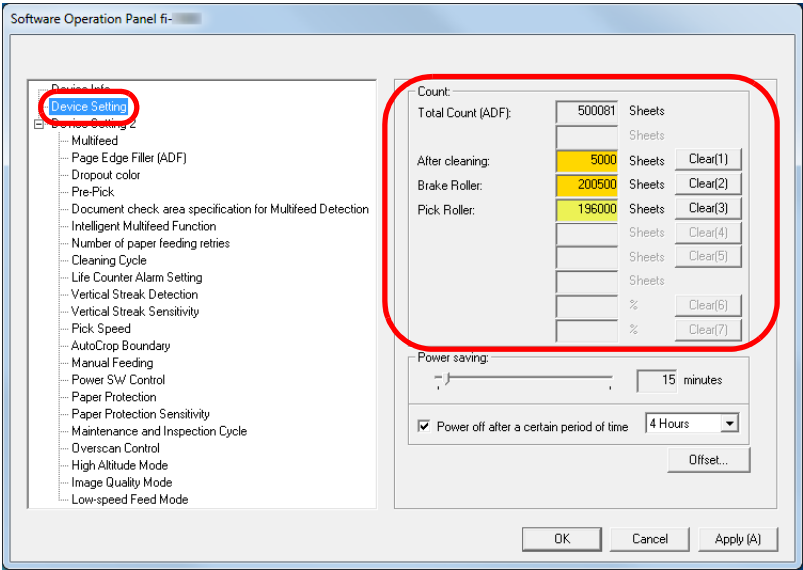 Software Operation Panel fi-
Device Info
Device Setting
Device Setting 2
Multifeed
Page Edge Filler (ADF)
Dropout color
Pre-Pick
Document check area specification for Multifeed Detection
Intelligent Multifeed Function
Number of paper feeding retries
Cleaning Cycle
Life Counter Alarm Setting
Vertical Streak Detection
Vertical Streak Sensitivity
Pick Speed
AutoCrop Boundary
Manual Feeding
Power SW Control
Paper Protection
Paper Protection Sensitivity
Maintenance and Inspection Cycle
Overscan Control
High Altitude Mode
Image Quality Mode
Low-speed Feed Mode
Count:
Total Count (ADF): 500081 Sheets
Sheets
After cleaning: 5000 Sheets Clear(1)
Brake Roller: 200500 Sheets Clear(2)
Pick Roller: 196000 Sheets Clear(3)
Sheets Clear(4)
Sheets Clear(5)
Sheets
% Clear(6)
% Clear(7)
Power saving:
15 minutes
Power off after a certain period of time 4 Hours
Offset...
OK Cancel Apply (A)